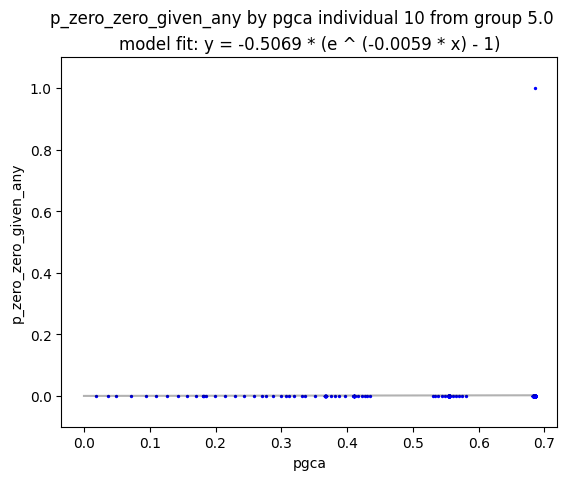 p_zero_zero_given_any by pgca individual 10 from group 5.0
model fit: y = -0.5069 * (e ^ (-0.0059 * x) - 1)
1.0
0.8
0.6
0.4
0.2
0.0
p_zero_zero_given_any
0.0 0.1 0.2 0.3 0.4 0.5 0.6 0.7
pgca